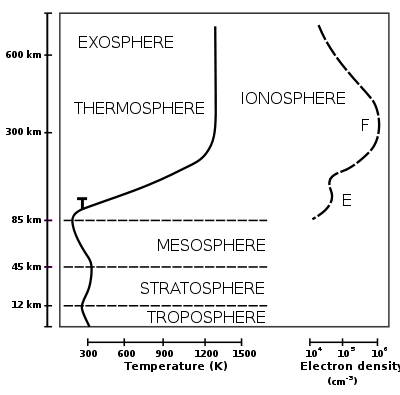 EXOSPHERE
600 km
IONOSPHERE
THERMOSPHERE
F
300 km
T
E
85 km
MESOSPHERE
45 km
STRATOSPHERE
12 km
TROPOSPHERE
300 600 900 1200 1500
10⁴ 10⁵ 10⁶
Temperature (K)
Electron density
(cm⁻³)